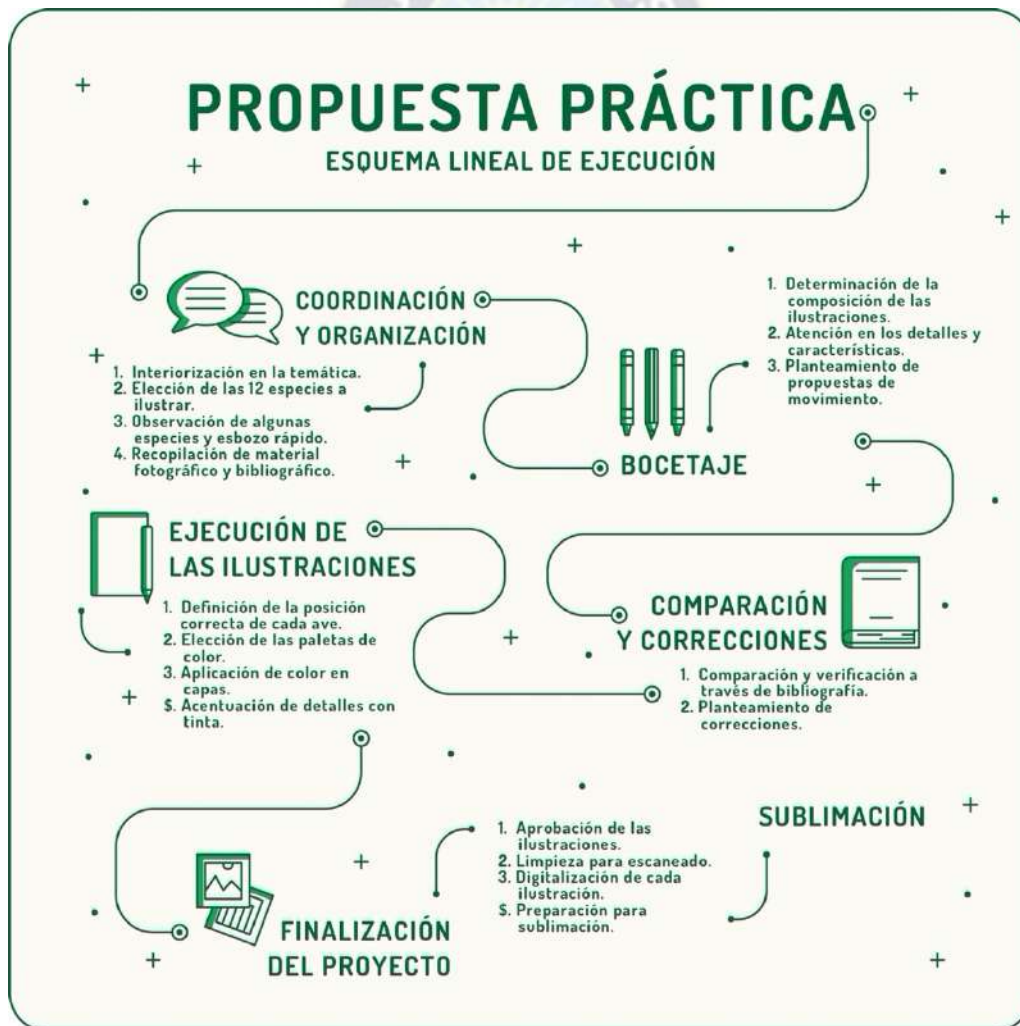 PROPUESTA PRÁCTICA
ESQUEMA LINEAL DE EJECUCIÓN
COORDINACIÓN
Y ORGANIZACIÓN
1. Interiorización en la temática.
2. Elección de las 12 especies a
ilustrar.
3. Observación de algunas
especies y esbozo rápido.
4. Recopilación de material
fotográfico y bibliográfico.
BOCETAJE
1. Determinación de la
composición de las
ilustraciones.
2. Atención en los detalles y
características.
3. Planteamiento de
propuestas de
movimiento.
COMPARACIÓN
Y CORRECCIONES
1. Comparación y verificación a
través de bibliografía.
2. Planteamiento de
correcciones.
EJECUCIÓN DE
LAS ILUSTRACIONES
1. Definición de la posición
correcta de cada ave.
2. Elección de las paletas de
color.
3. Aplicación de color en
capas.
$. Acentuación de detalles con
tinta.
FINALIZACIÓN
DEL PROYECTO
1. Aprobación de las
ilustraciones.
2. Limpieza para escaneado.
3. Digitalización de cada
ilustración.
$. Preparación para
sublimación.
SUBLIMACIÓN